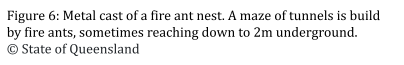 Figure 6: Metal cast of a fire ant nest. A maze of tunnels is build
by fire ants, sometimes reaching down to 2m underground.
© State of Queensland